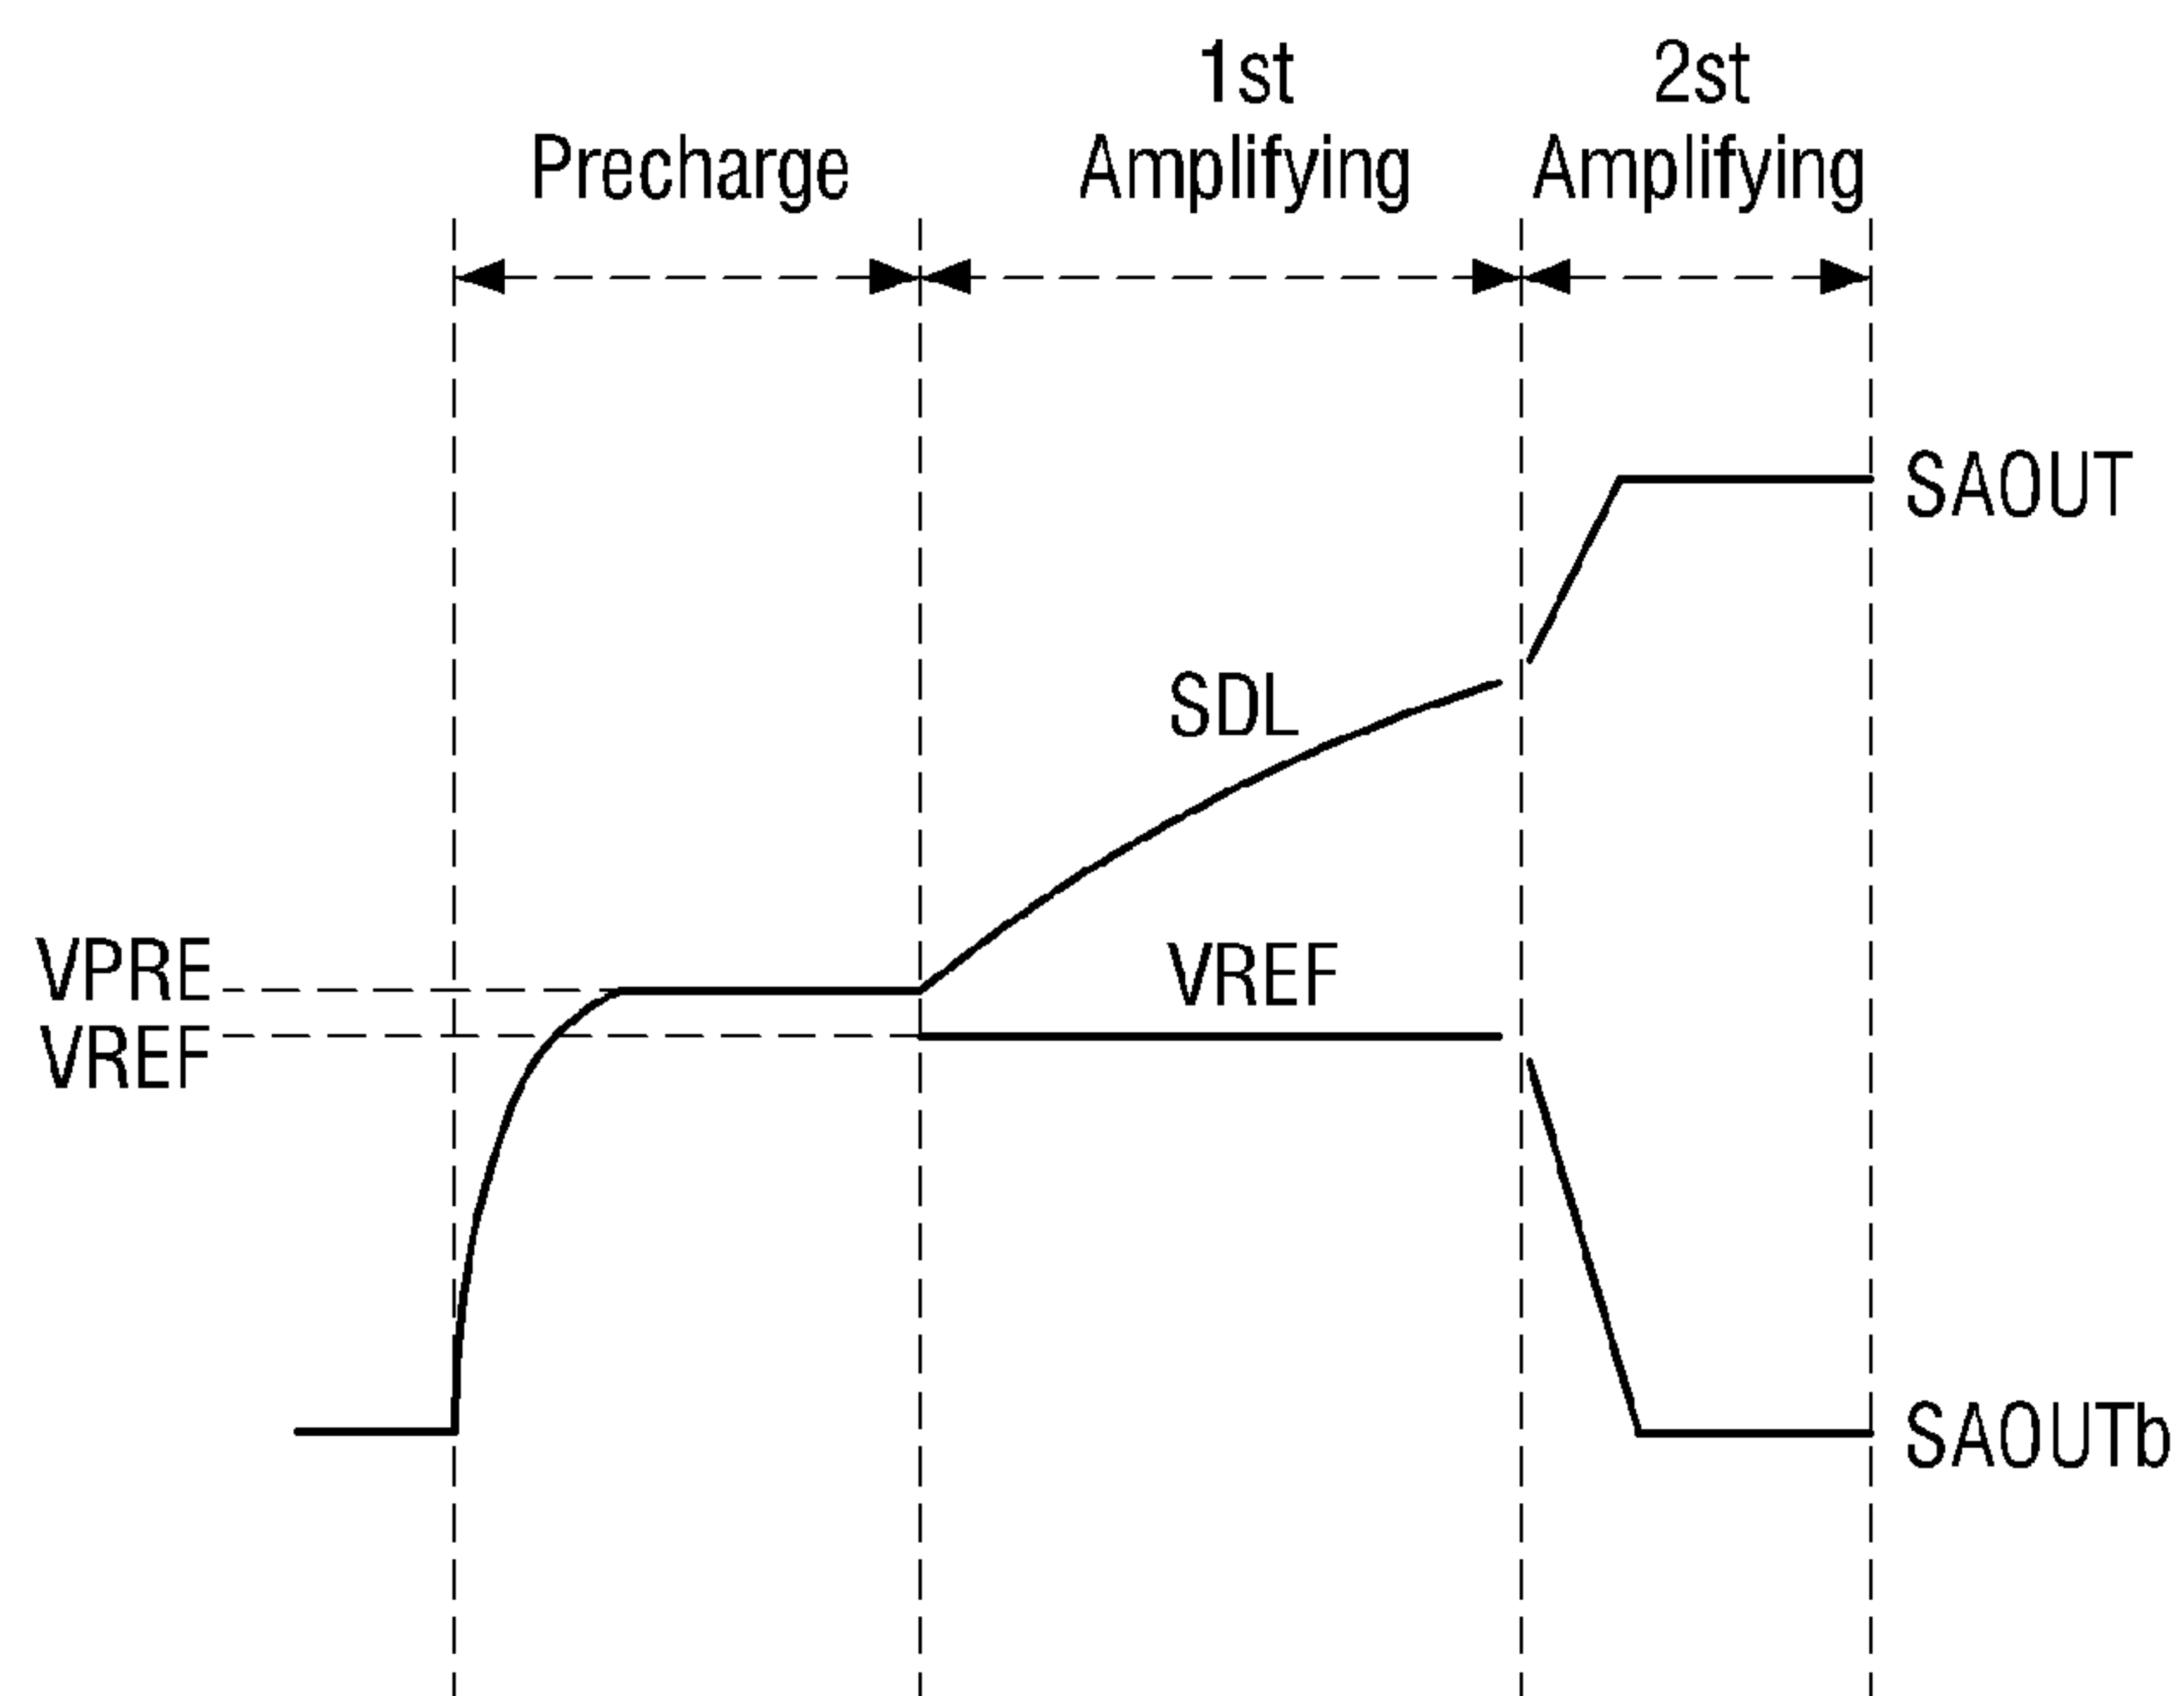 1st
2st
Precharge
Amplifying
Amplifying
SAOUT
SDL
VPRE
VREF
VREF
SAOUTb